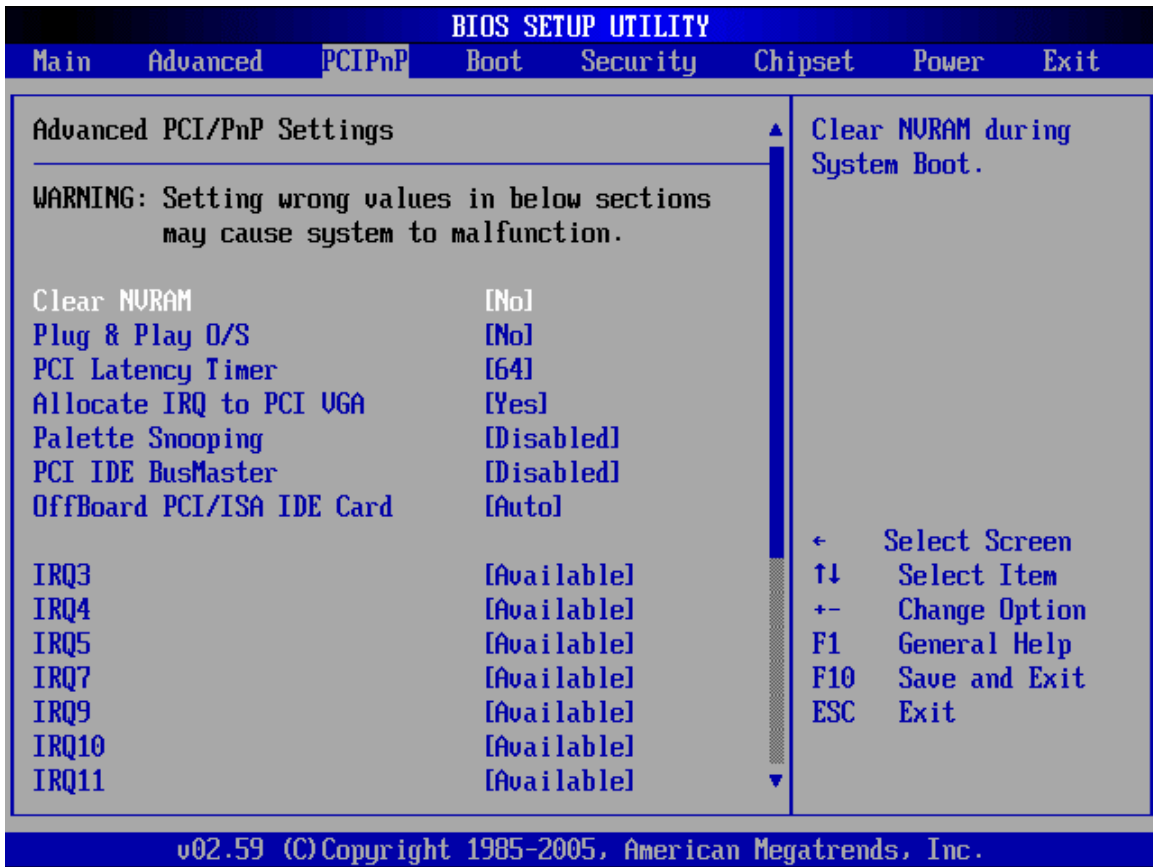 BIOS SETUP UTILITY
Main Advanced PCIPnP Boot Security Chipset Power Exit
Advanced PCI/PnP Settings
WARNING: Setting wrong values in below sections
may cause system to malfunction.
Clear NVRAM [No]
Plug & Play O/S [No]
PCI Latency Timer [64]
Allocate IRQ to PCI VGA [Yes]
Palette Snooping [Disabled]
PCI IDE BusMaster [Disabled]
OffBoard PCI/ISA IDE Card [Auto]
IRQ3 [Available]
IRQ4 [Available]
IRQ5 [Available]
IRQ7 [Available]
IRQ9 [Available]
IRQ10 [Available]
IRQ11 [Available]
Clear NVRAM during
System Boot.
← Select Screen
↑↓ Select Item
+- Change Option
F1 General Help
F10 Save and Exit
ESC Exit
v02.59 (C)Copyright 1985-2005, American Megatrends, Inc.